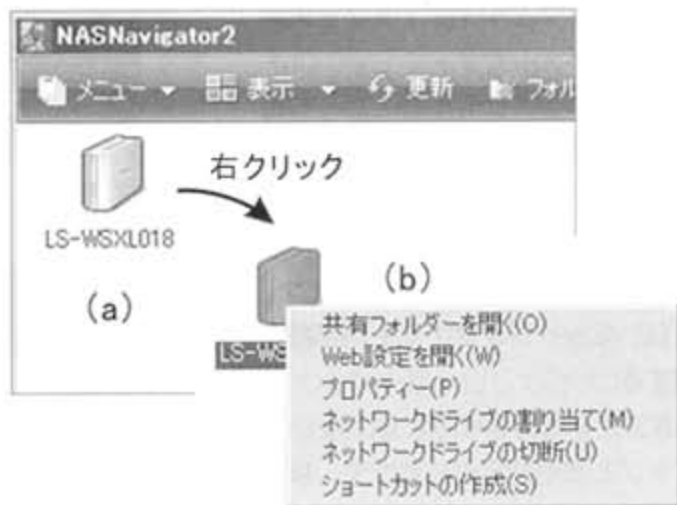 NASNavigator2
メニュー 表示 更新 フォル
右クリック
LS-WSXL018
(a)
(b)
LS-WS
共有フォルダーを開く(O)
Web設定を開く(W)
プロパティー(P)
ネットワークドライブの割り当て(M)
ネットワークドライブの切断(U)
ショートカットの作成(S)